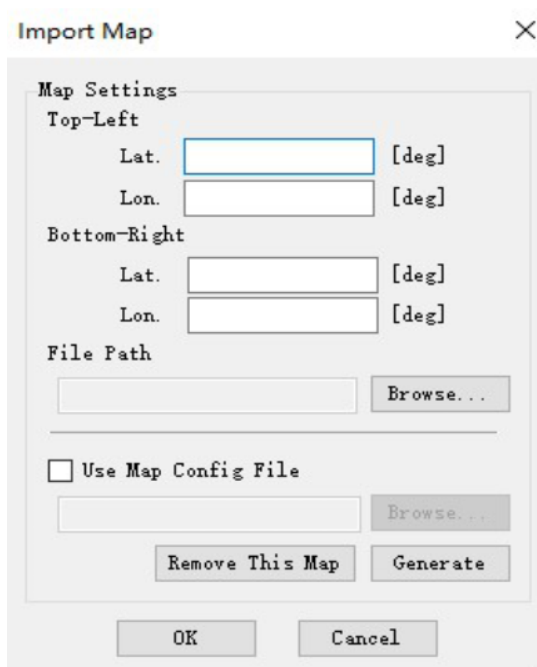 Import Map
Map Settings
Top-Left
Lat. [deg]
Lon. [deg]
Bottom-Right
Lat. [deg]
Lon. [deg]
File Path
Browse...
Use Map Config File
Browse...
Remove This Map Generate
OK Cancel